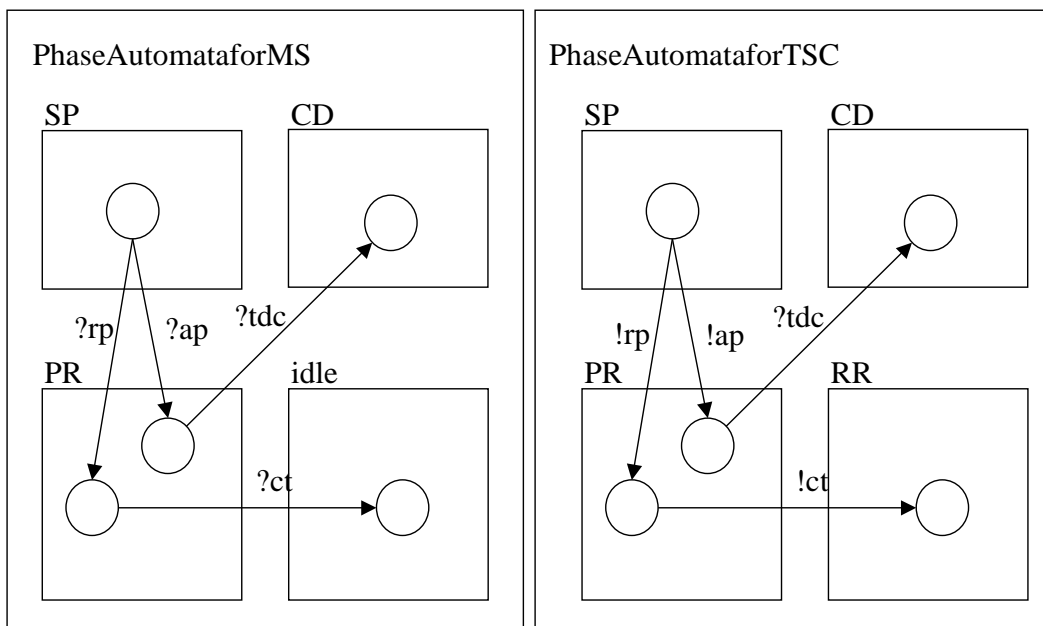 PhaseAutomataforMS
SP
CD
?rp
?ap
?tdc
PR
idle
?ct
PhaseAutomataforTSC
SP
CD
!rp
!ap
?tdc
PR
RR
!ct